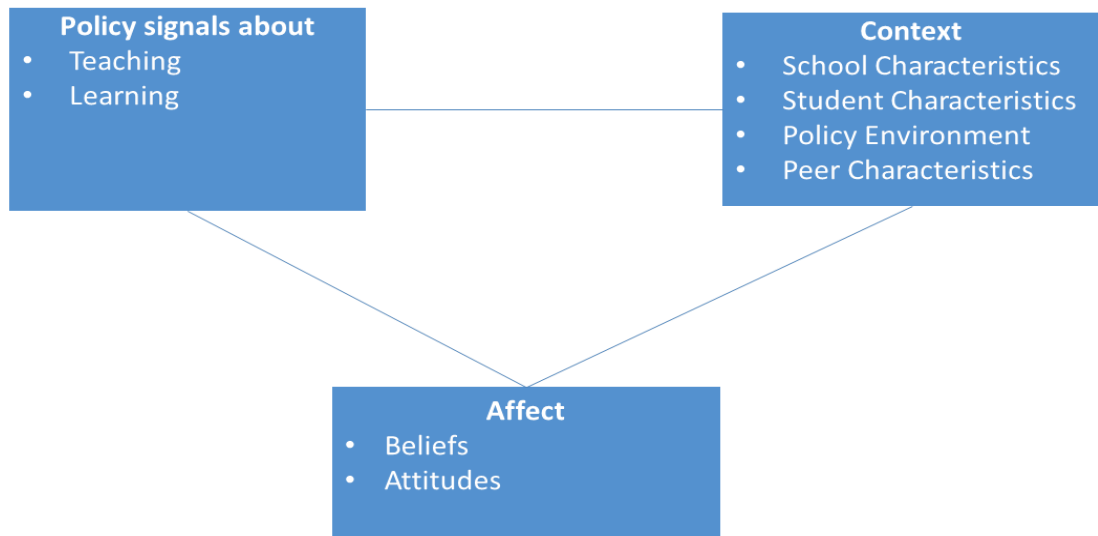 Policy signals about
• Teaching
• Learning
Context
• School Characteristics
• Student Characteristics
• Policy Environment
• Peer Characteristics
Affect
• Beliefs
• Attitudes